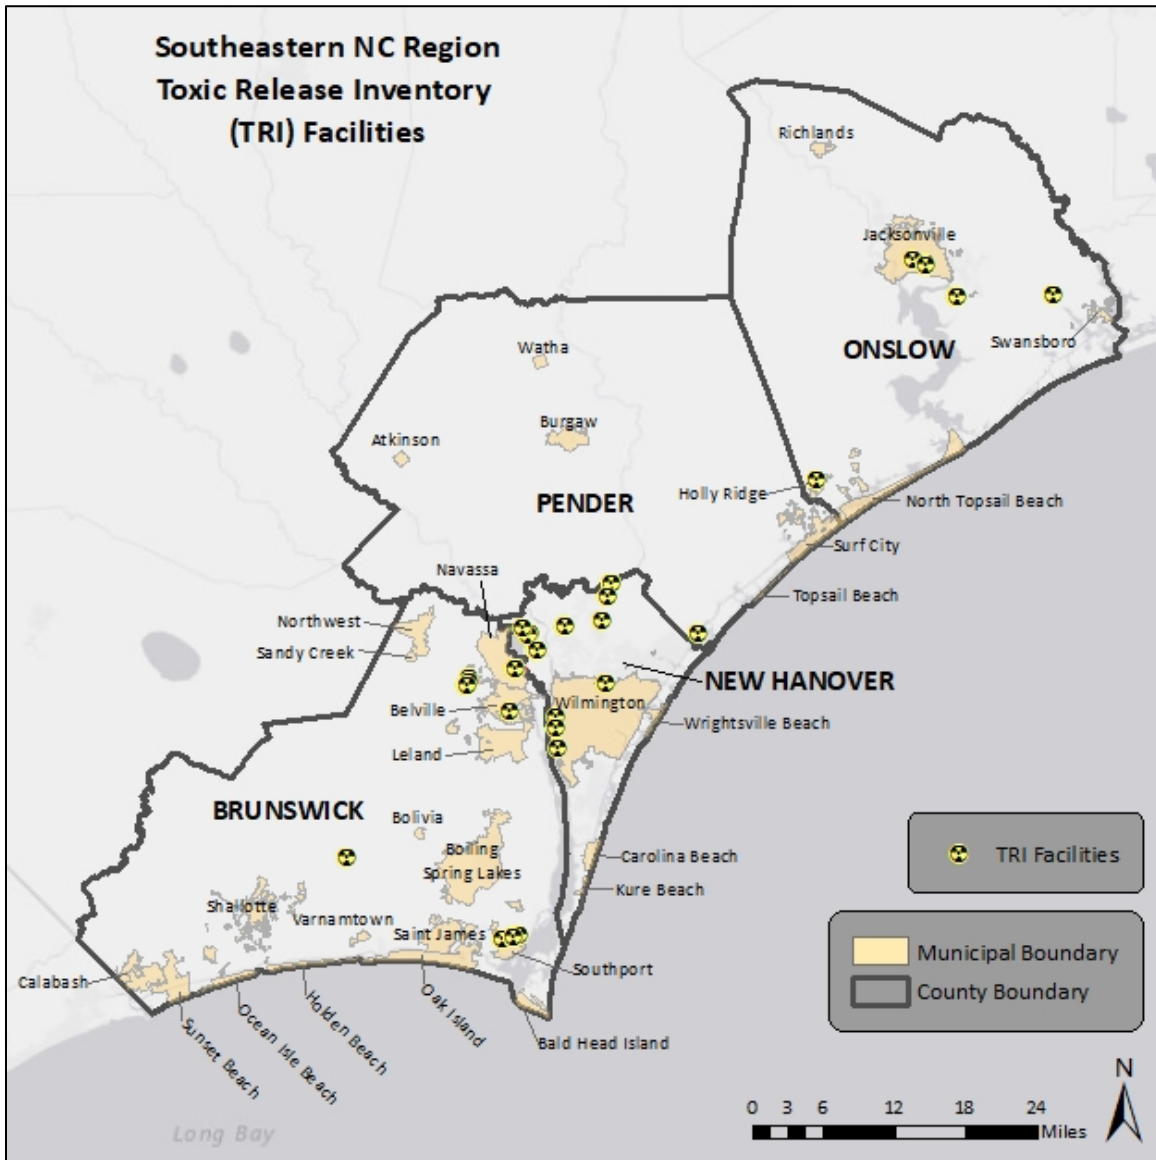 Southeastern NC Region
Toxic Release Inventory
(TRI) Facilities
Richlands
Jacksonville
ONSLOW
Swansboro
Watha
Burgaw
Atkinson
PENDER
Holly Ridge
North Topsail Beach
Surf City
Topsail Beach
Navassa
Northwest
Sandy Creek
NEW HANOVER
Wilmington
Belville
Wrightsville Beach
Leland
BRUNSWICK
Bolivia
Boiling
Spring Lakes
Carolina Beach
Kure Beach
Shallotte
Varnamtown
Saint James
Southport
Calabash
Sunset Beach
Ocean Isle Beach
Holden Beach
Oak Island
Bald Head Island
Long Bay
TRI Facilities
Municipal Boundary
County Boundary
N
0 3 6 12 18 24
Miles